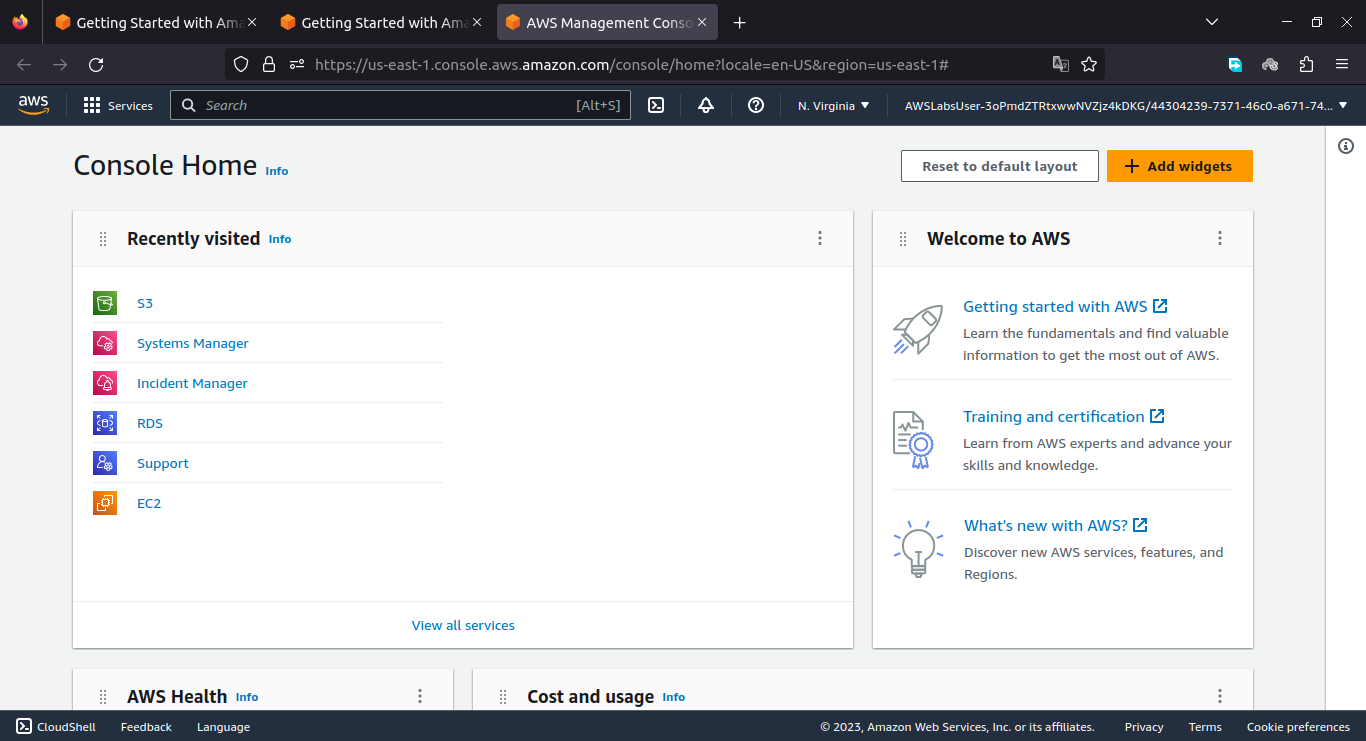 Getting Started with Ama
Getting Started with Ama
AWS Management Conso
https://us-east-1.console.aws.amazon.com/console/home?locale=en-US&region=us-east-1#
aws
Services
Search
[Alt+S]
N. Virginia
AWSLabsUser-3oPmdZTRtxwwNVZjz4kDKG/44304239-7371-46c0-a671-74...
Console Home Info
Reset to default layout
Add widgets
Recently visited Info
S3
Systems Manager
Incident Manager
RDS
Support
EC2
View all services
Welcome to AWS
Getting started with AWS
Learn the fundamentals and find valuable
information to get the most out of AWS.
Training and certification
Learn from AWS experts and advance your
skills and knowledge.
What's new with AWS?
Discover new AWS services, features, and
Regions.
AWS Health Info
Cost and usage Info
CloudShell
Feedback
Language
© 2023, Amazon Web Services, Inc. or its affiliates.
Privacy
Terms
Cookie preferences